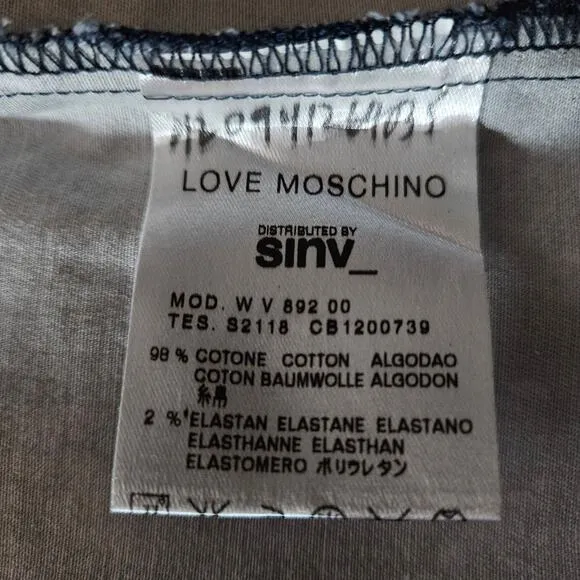 LOVE MOSCHINO
DISTRIBUTED BY
sinv_
MOD. W V 892 00
TES. S2118 CB1200739
98 % COTONE COTTON ALGODAO
COTON BAUMWOLLE ALGODON
綿
2 % ELASTAN ELASTANE ELASTANO
ELASTHANNE ELASTHAN
ELASTOMERO ポリウレタン